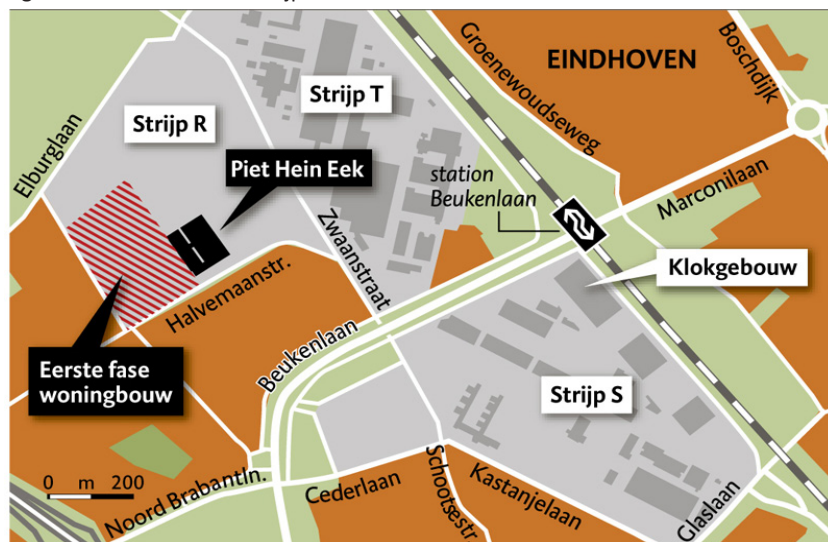 EINDHOVEN
Boschdijk
Groenewoudseweg
Strijp T
Strijp R
Elburglaan
Piet Hein Eek
station
Beukenlaan
Marconilaan
Zwaanstraat
Klokgebouw
Halvemaanstr.
Beukenlaan
Eerste fase
woningbouw
Strijp S
0 m 200
Noord Brabantln.
Cederlaan
Schootsestr
Kastanjelaan
Glaslaan